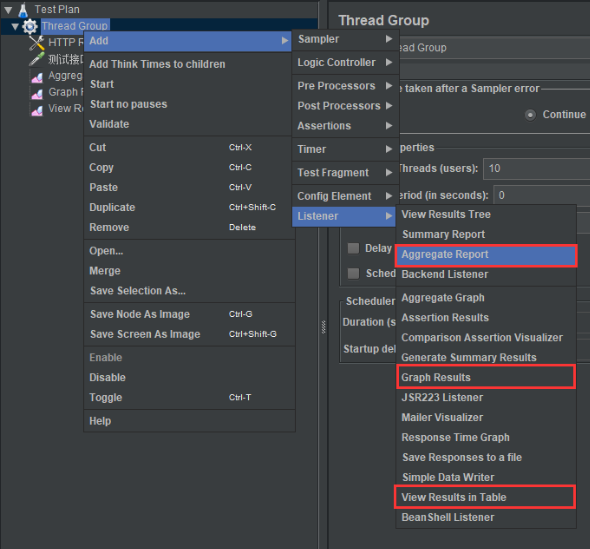 Test Plan
Thread Group
HTTP R
测试接口
Aggreg
Graph R
View Re
Add
Add Think Times to children
Start
Start no pauses
Validate
Cut Ctrl-X
Copy Ctrl-C
Paste Ctrl-V
Duplicate Ctrl+Shift-C
Remove Delete
Open...
Merge
Save Selection As...
Save Node As Image Ctrl-G
Save Screen As Image Ctrl+Shift-G
Enable
Disable
Toggle Ctrl-T
Help
Sampler
Logic Controller
Pre Processors
Post Processors
Assertions
Timer
Test Fragment
Config Element
Listener
View Results Tree
Summary Report
Aggregate Report
Backend Listener
Aggregate Graph
Assertion Results
Comparison Assertion Visualizer
Generate Summary Results
Graph Results
JSR223 Listener
Mailer Visualizer
Response Time Graph
Save Responses to a file
Simple Data Writer
View Results in Table
BeanShell Listener
Thread Group
ead Group
e taken after a Sampler error
Continue
operties
Threads (users): 10
eriod (in seconds): 0
Delay
Sched
Scheduler
Duration (s
Startup del